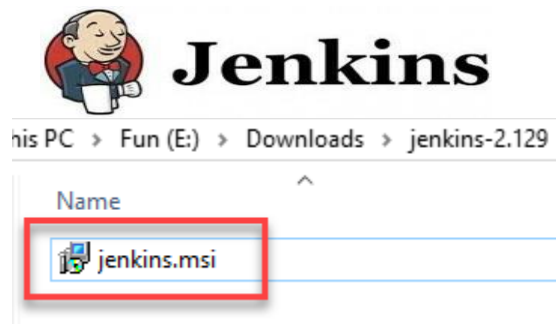 Jenkins
his PC > Fun (E:) > Downloads > jenkins-2.129
Name
jenkins.msi